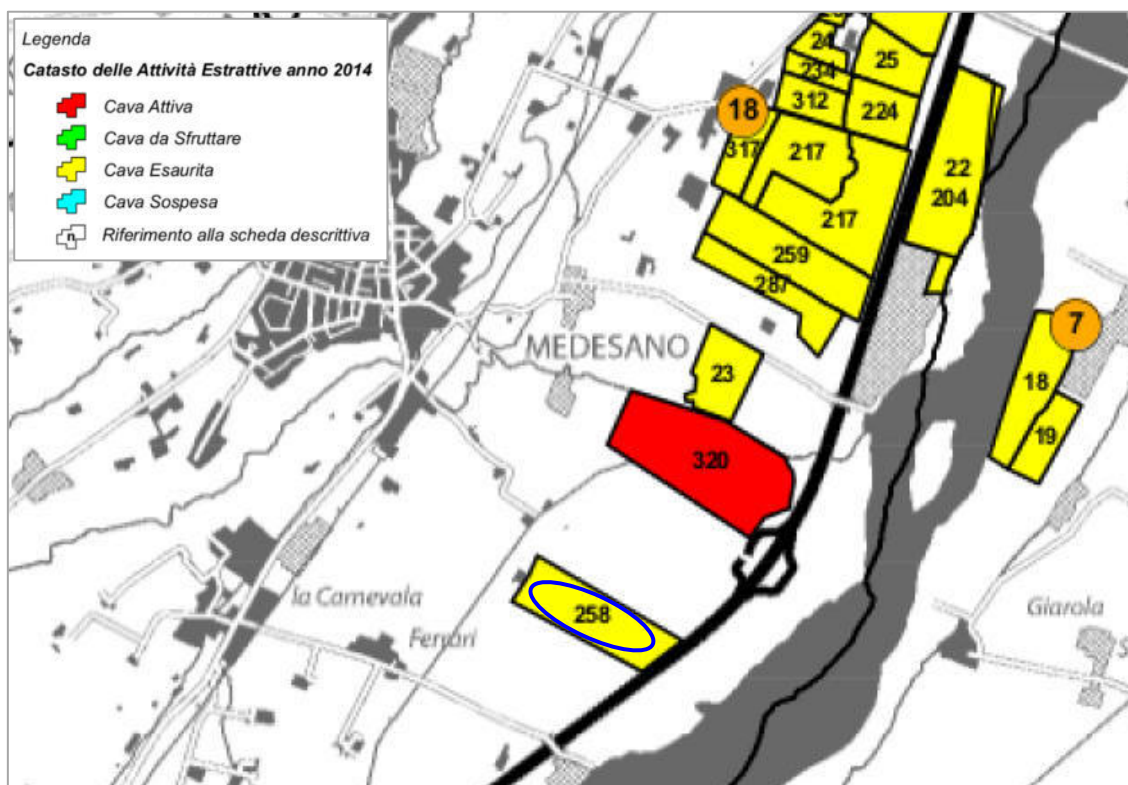 Legenda
Catasto delle Attività Estrattive anno 2014
Cava Attiva
Cava da Sfruttare
Cava Esaurita
Cava Sospesa
n Riferimento alla scheda descrittiva
24
25
234
312
224
18
317
217
22
204
217
259
287
7
MEDESANO
23
18
19
320
la Carnevala
258
Ferrari
Giarola
S